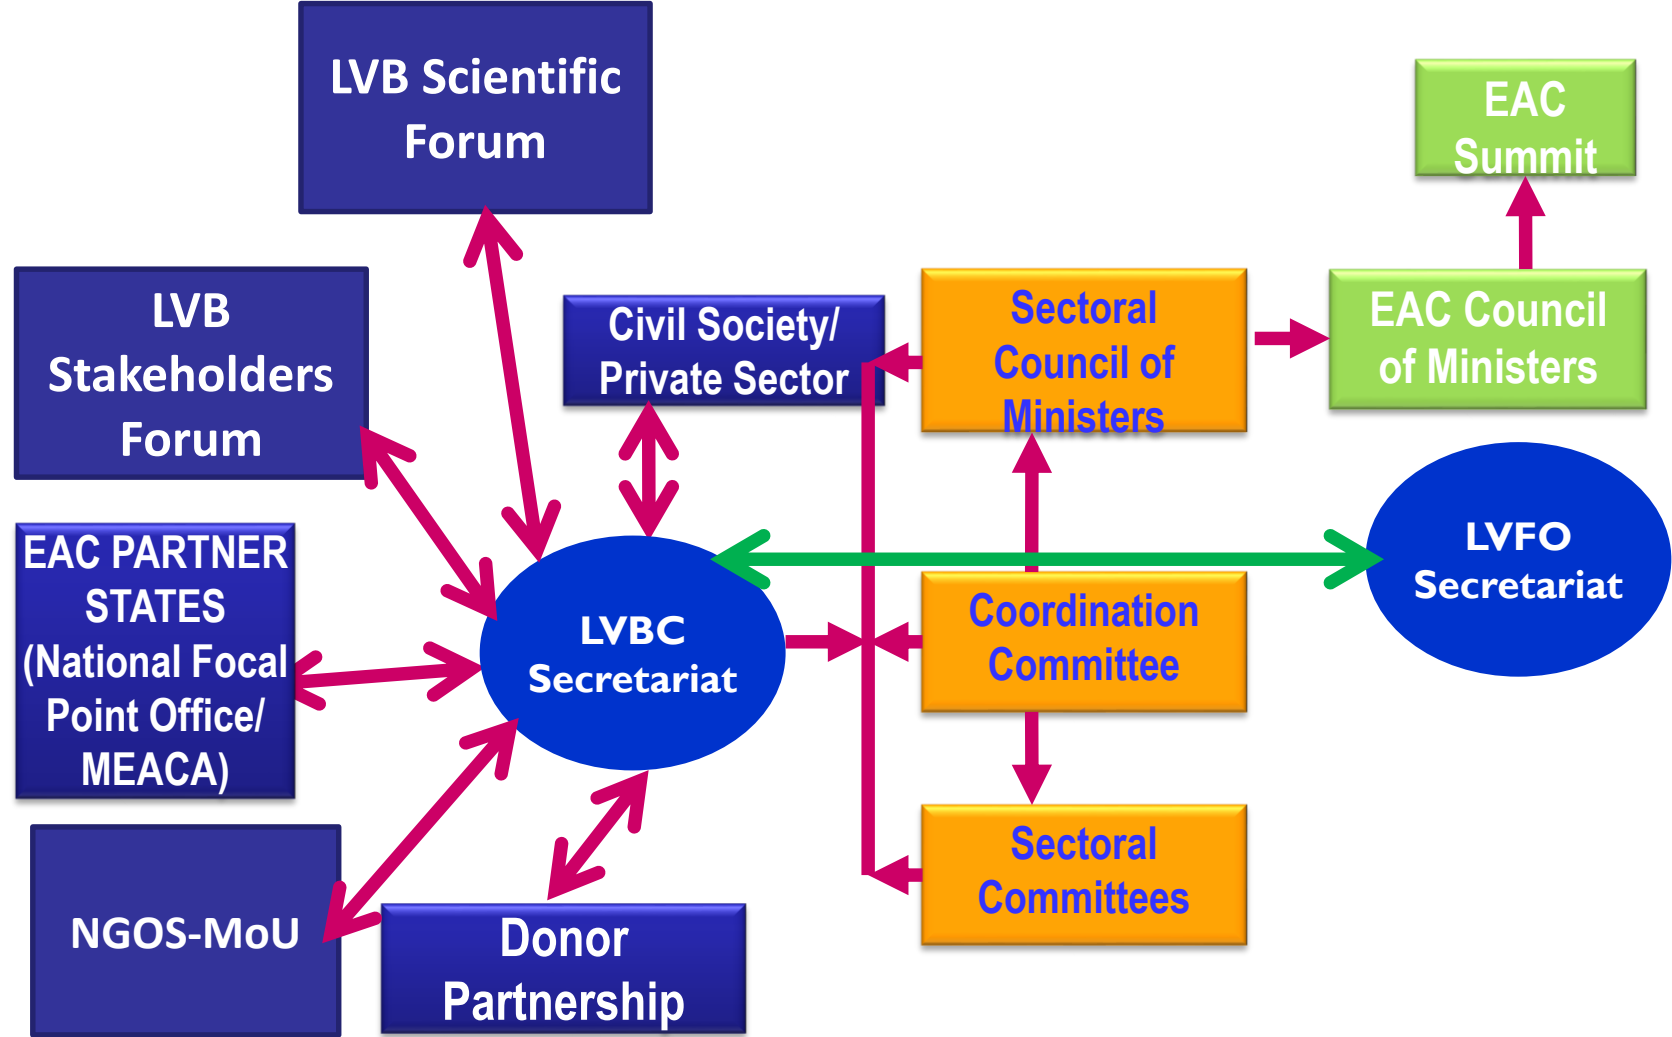 LVB Scientific
Forum
EAC
Summit
LVB
Stakeholders
Forum
Civil Society/
Private Sector
Sectoral
Council of
Ministers
EAC Council
of Ministers
EAC PARTNER
STATES
(National Focal
Point Office/
MEACA)
LVBC
Secretariat
Coordination
Committee
LVFO
Secretariat
NGOS-MoU
Donor
Partnership
Sectoral
Committees